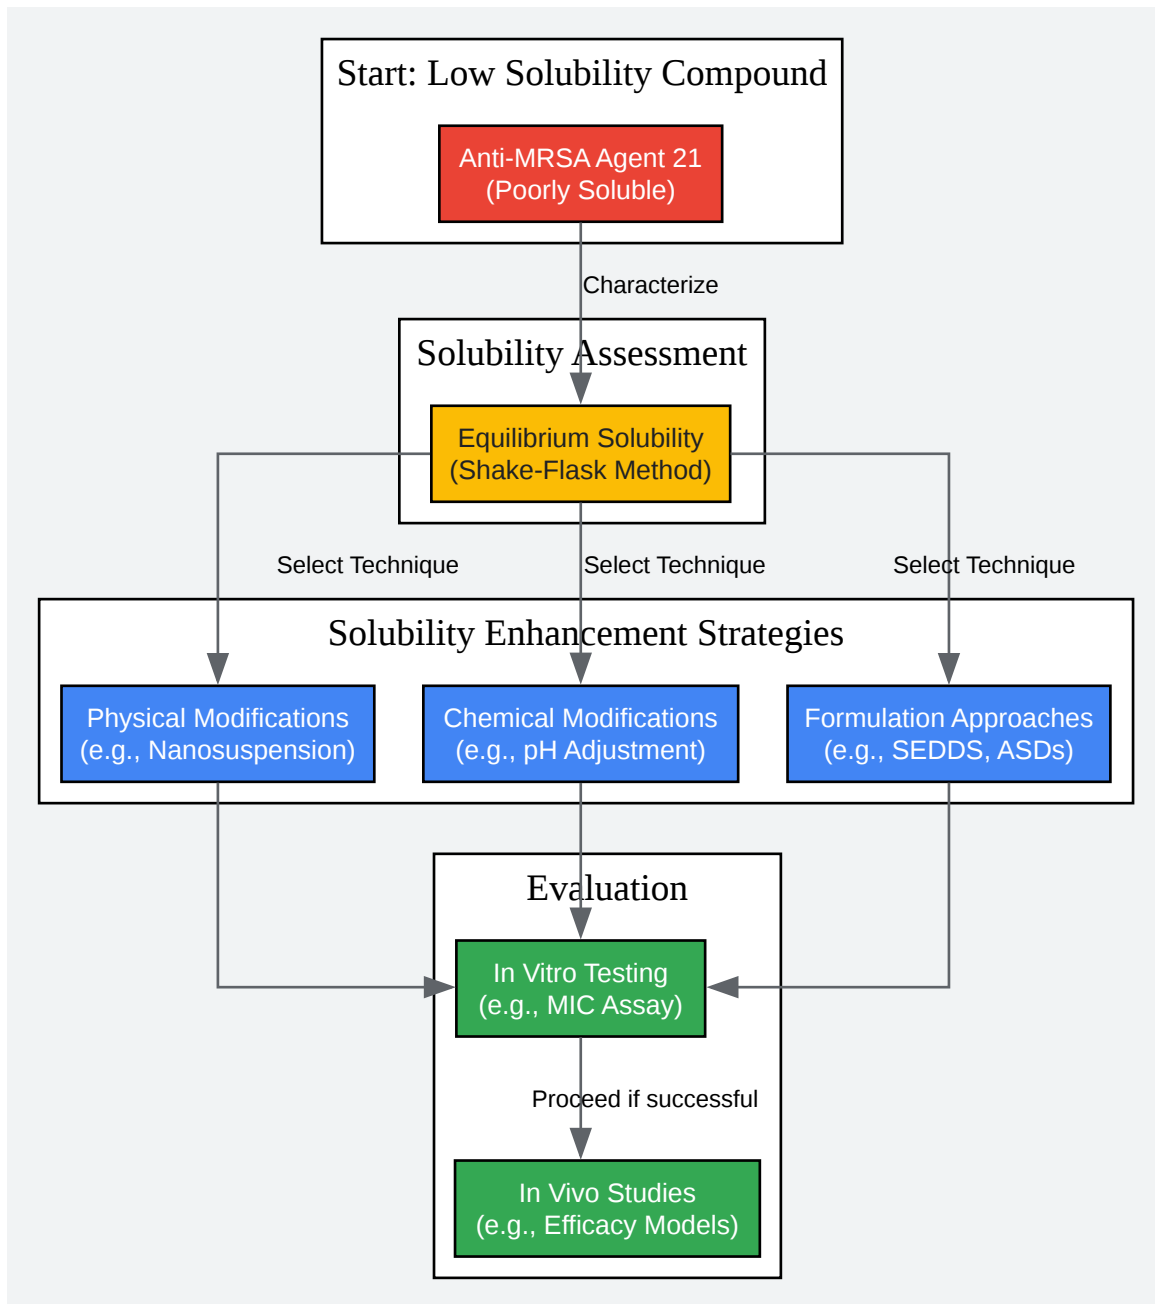 Start: Low Solubility Compound
Anti-MRSA Agent 21
(Poorly Soluble)
Characterize
Solubility Assessment
Equilibrium Solubility
(Shake-Flask Method)
Select Technique
Select Technique
Select Technique
Solubility Enhancement Strategies
Physical Modifications
(e.g., Nanosuspension)
Chemical Modifications
(e.g., pH Adjustment)
Formulation Approaches
(e.g., SEDDS, ASDs)
Evaluation
In Vitro Testing
(e.g., MIC Assay)
Proceed if successful
In Vivo Studies
(e.g., Efficacy Models)